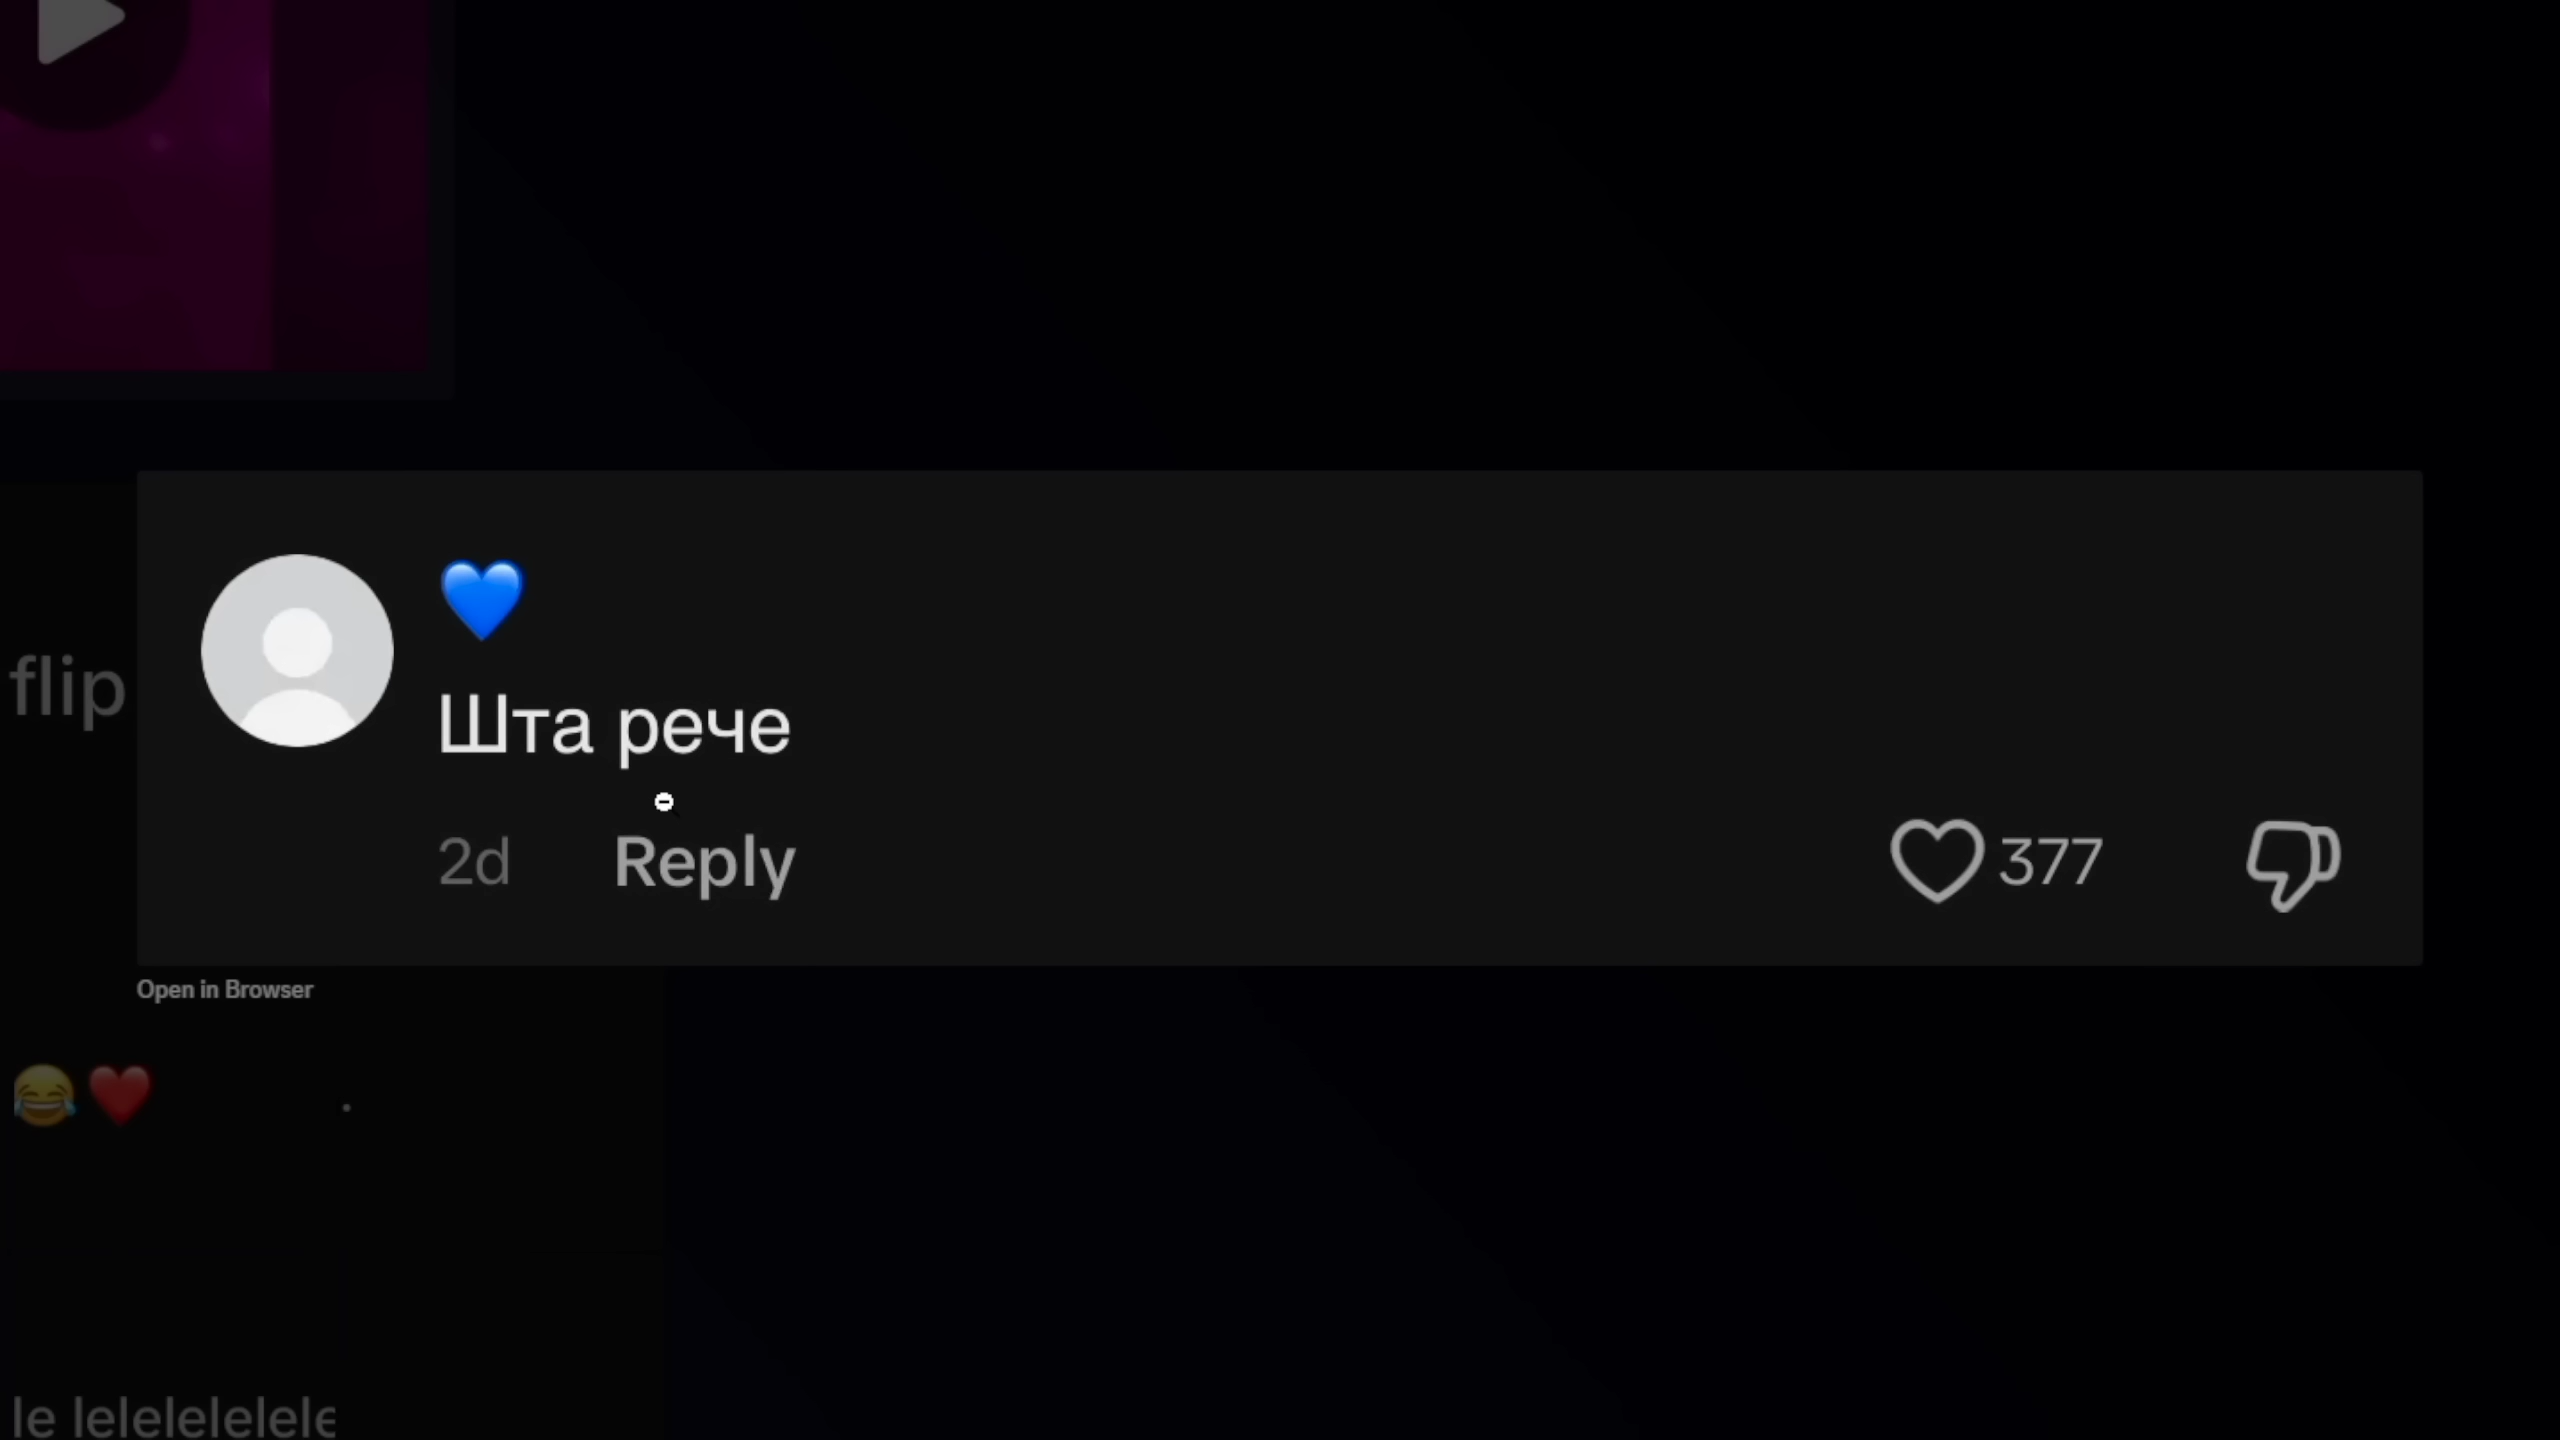 flip
💙
Шта рече
2d Reply 377
Open in Browser
😂❤️
le lelelelelele